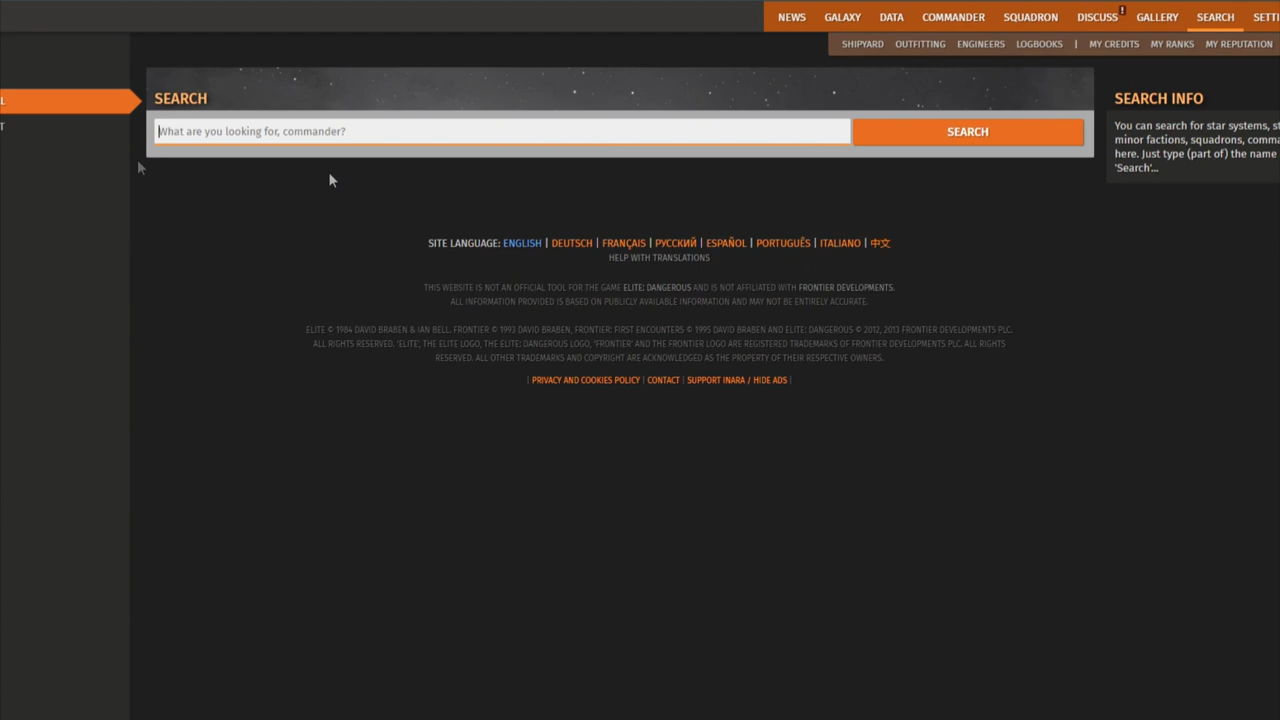 NEWS GALAXY DATA COMMANDER SQUADRON DISCUSS ! GALLERY SEARCH SETTI
SHIPYARD OUTFITTING ENGINEERS LOGBOOKS | MY CREDITS MY RANKS MY REPUTATION
L
T
SEARCH
What are you looking for, commander?
SEARCH
SEARCH INFO
You can search for star systems, st
minor factions, squadrons, comma
here. Just type (part of) the name
'Search'...
SITE LANGUAGE: ENGLISH | DEUTSCH | FRANÇAIS | РУССКИЙ | ESPAÑOL | PORTUGUÊS | ITALIANO | 中文
HELP WITH TRANSLATIONS
THIS WEBSITE IS NOT AN OFFICIAL TOOL FOR THE GAME ELITE: DANGEROUS AND IS NOT AFFILIATED WITH FRONTIER DEVELOPMENTS.
ALL INFORMATION PROVIDED IS BASED ON PUBLICLY AVAILABLE INFORMATION AND MAY NOT BE ENTIRELY ACCURATE.
ELITE © 1984 DAVID BRABEN & IAN BELL. FRONTIER © 1993 DAVID BRABEN, FRONTIER: FIRST ENCOUNTERS © 1995 DAVID BRABEN AND ELITE: DANGEROUS © 2012, 2013 FRONTIER DEVELOPMENTS PLC.
ALL RIGHTS RESERVED. 'ELITE', THE ELITE LOGO, THE ELITE: DANGEROUS LOGO, 'FRONTIER' AND THE FRONTIER LOGO ARE REGISTERED TRADEMARKS OF FRONTIER DEVELOPMENTS PLC. ALL RIGHTS
RESERVED. ALL OTHER TRADEMARKS AND COPYRIGHT ARE ACKNOWLEDGED AS THE PROPERTY OF THEIR RESPECTIVE OWNERS.
| PRIVACY AND COOKIES POLICY | CONTACT | SUPPORT INARA / HIDE ADS |